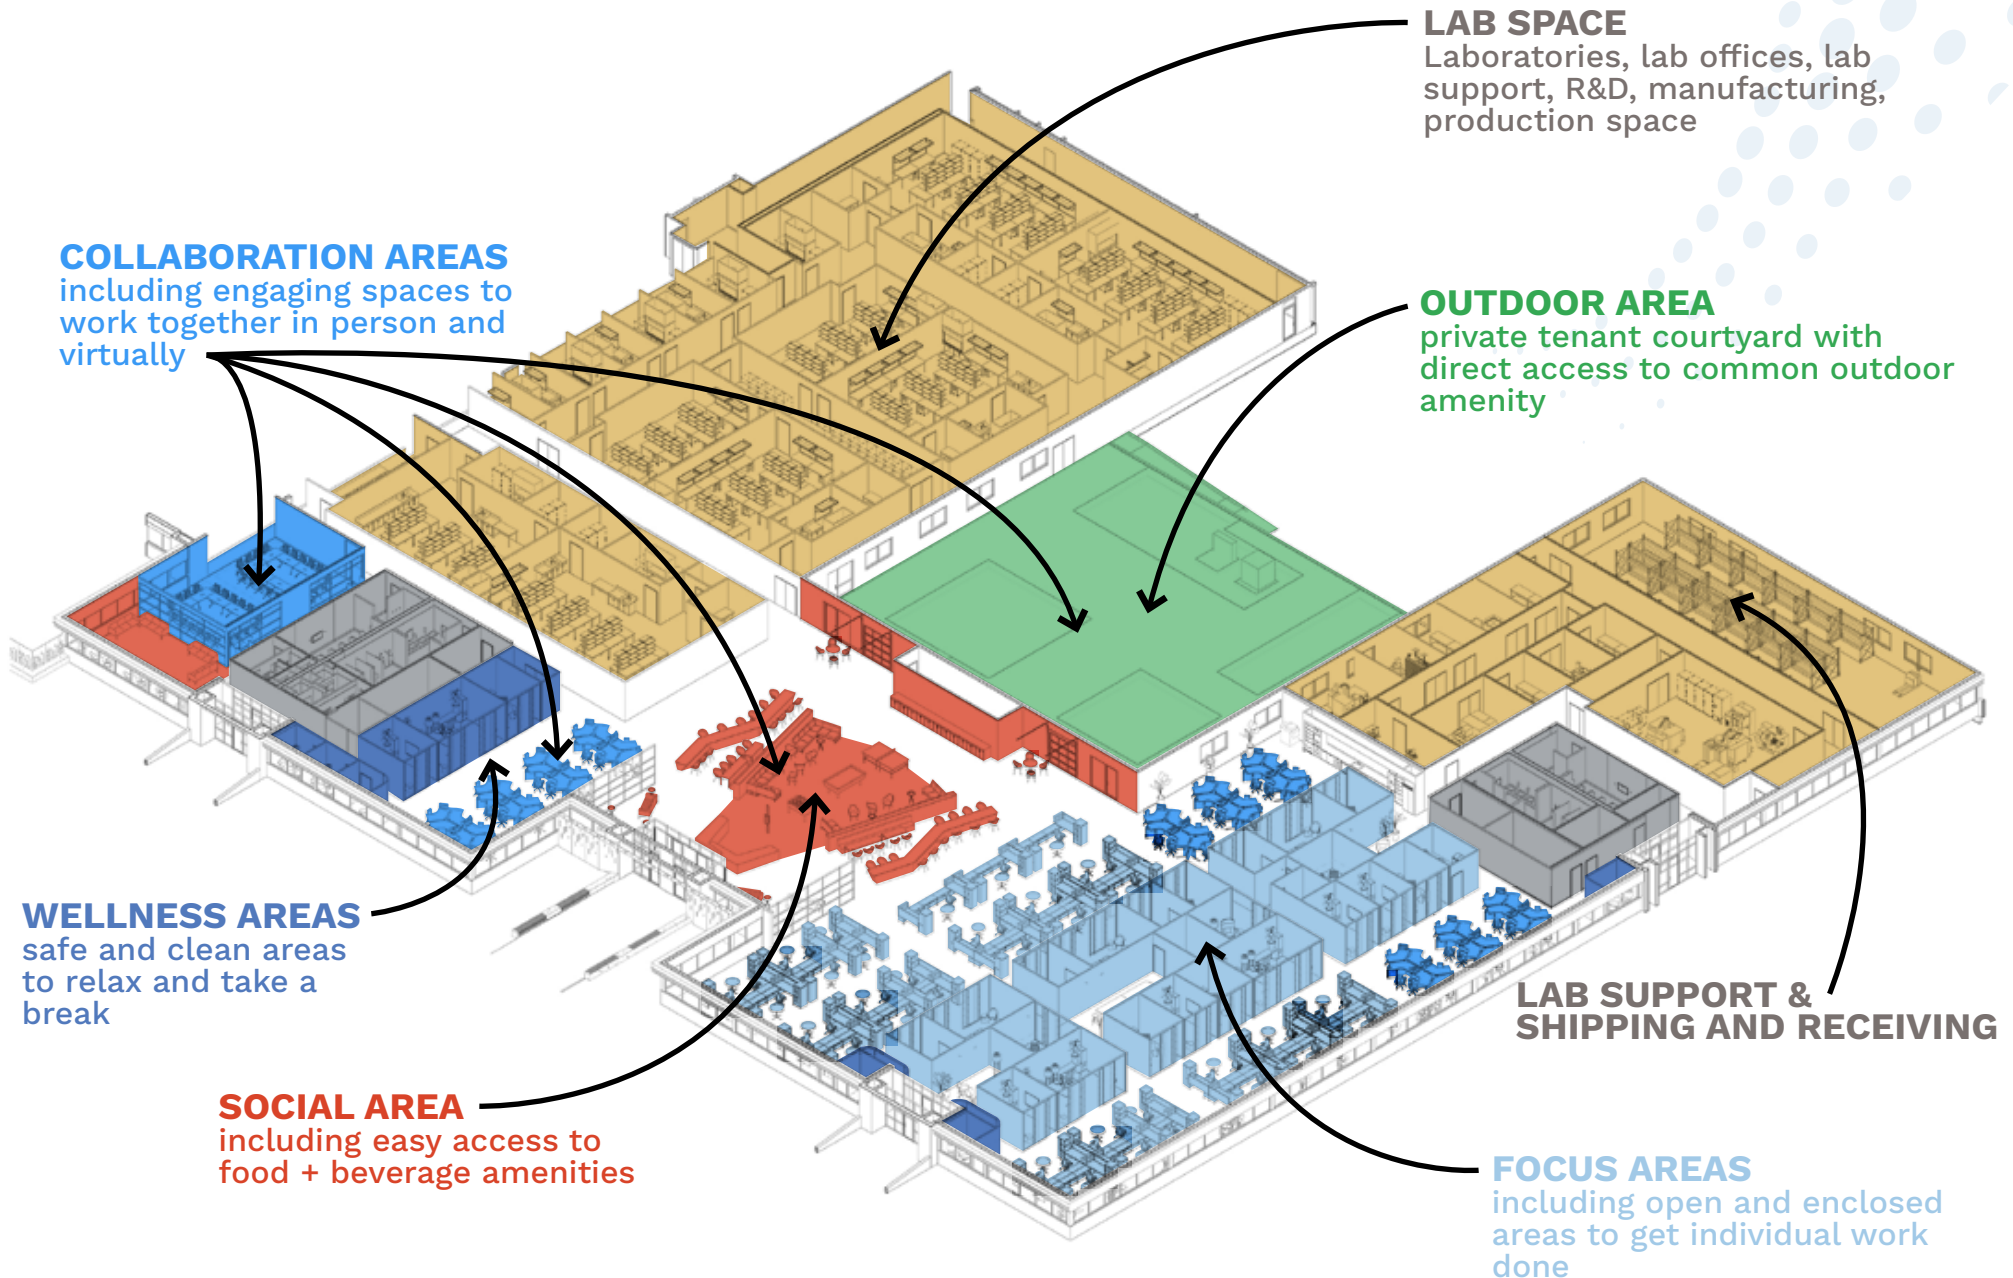 LAB SPACE
Laboratories, lab offices, lab
support, R&D, manufacturing,
production space
COLLABORATION AREAS
including engaging spaces to
work together in person and
virtually
OUTDOOR AREA
private tenant courtyard with
direct access to common outdoor
amenity
WELLNESS AREAS
safe and clean areas
to relax and take a
break
LAB SUPPORT &
SHIPPING AND RECEIVING
SOCIAL AREA
including easy access to
food + beverage amenities
FOCUS AREAS
including open and enclosed
areas to get individual work
done